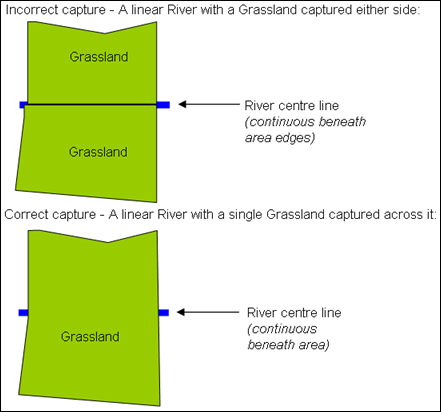 Incorrect capture - A linear River with a Grassland captured either side:
Grassland
River centre line
(continuous beneath
area edges)
Grassland
Correct capture - A linear River with a single Grassland captured across it:
River centre line
(continuous
beneath area)
Grassland